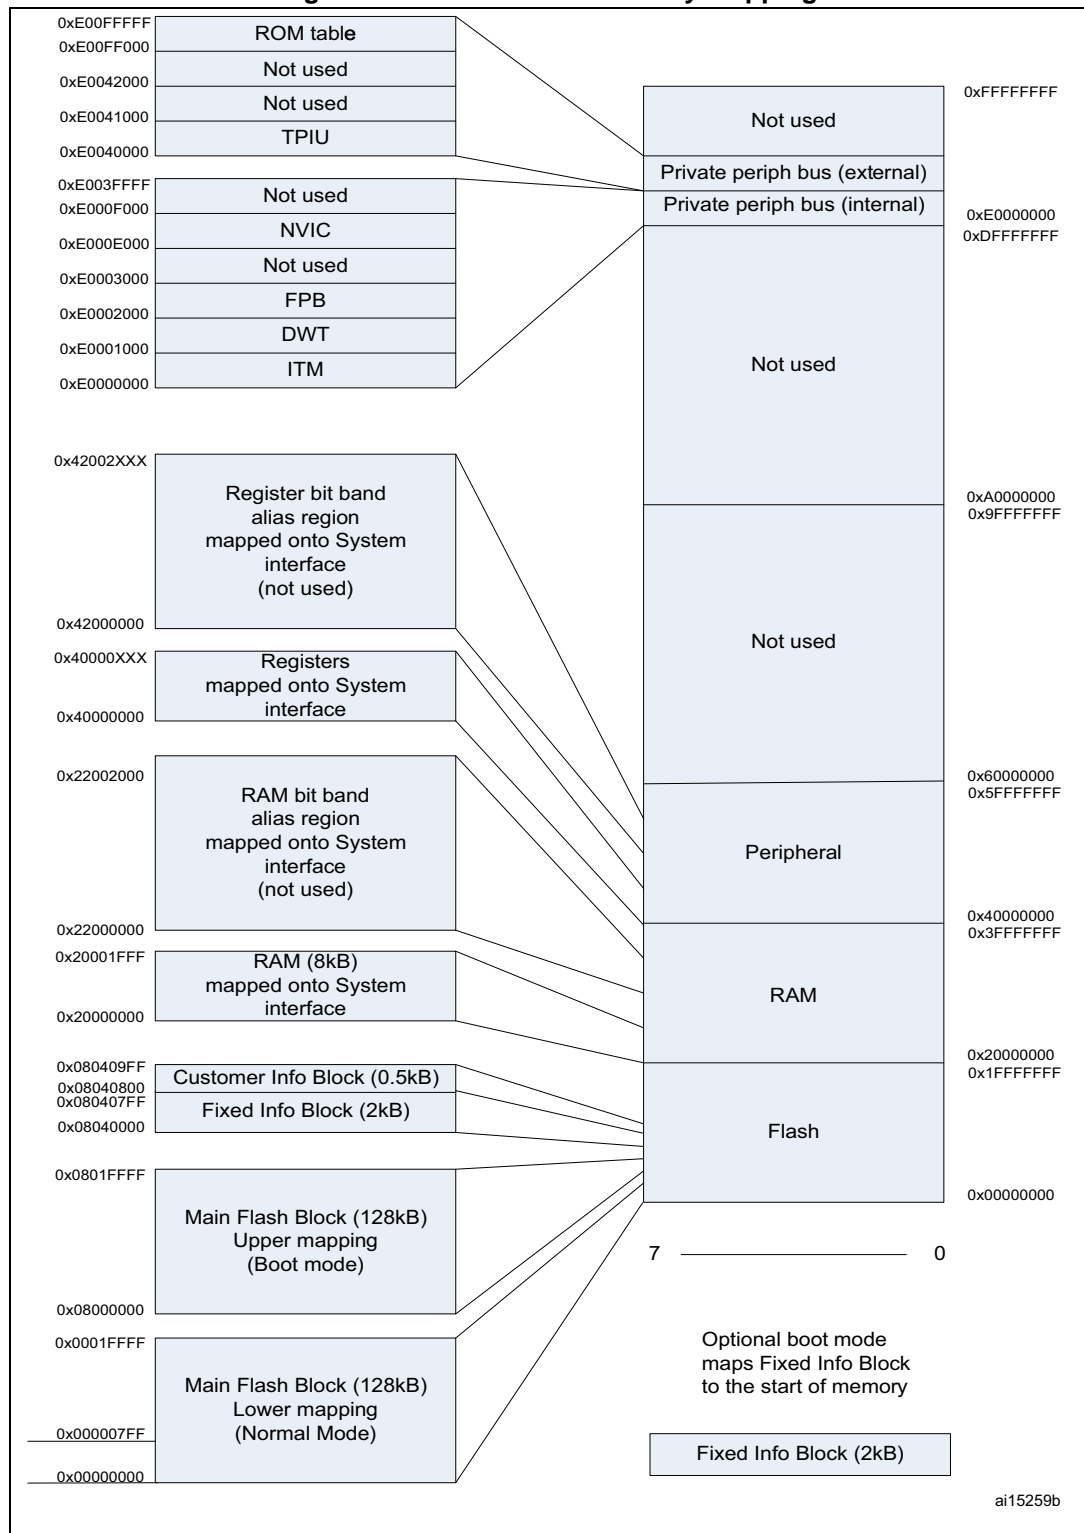 0xE00FFFFF
ROM table
0xE00FF000
Not used
0xE0042000
Not used
0xE0041000
TPIU
0xE0040000
0xE003FFFF
Not used
0xE000F000
NVIC
0xE000E000
Not used
0xE0003000
FPB
0xE0002000
DWT
0xE0001000
ITM
0xE0000000
0x42002XXX
Register bit band
alias region
mapped onto System
interface
(not used)
0x42000000
0x40000XXX
Registers
mapped onto System
interface
0x40000000
0x22002000
RAM bit band
alias region
mapped onto System
interface
(not used)
0x22000000
0x20001FFF
RAM (8kB)
mapped onto System
interface
0x20000000
0x080409FF
Customer Info Block (0.5kB)
0x08040800
0x080407FF
Fixed Info Block (2kB)
0x08040000
0x0801FFFF
Main Flash Block (128kB)
Upper mapping
(Boot mode)
0x08000000
0x0001FFFF
Main Flash Block (128kB)
Lower mapping
(Normal Mode)
0x000007FF
0x00000000
0xFFFFFFFF
Not used
Private periph bus (external)
Private periph bus (internal)
0xE0000000
0xDFFFFFFF
Not used
0xA0000000
0x9FFFFFFF
Not used
0x60000000
0x5FFFFFFF
Peripheral
0x40000000
0x3FFFFFFF
RAM
0x20000000
0x1FFFFFFF
Flash
0x00000000
7 0
Optional boot mode
maps Fixed Info Block
to the start of memory
Fixed Info Block (2kB)
ai15259b